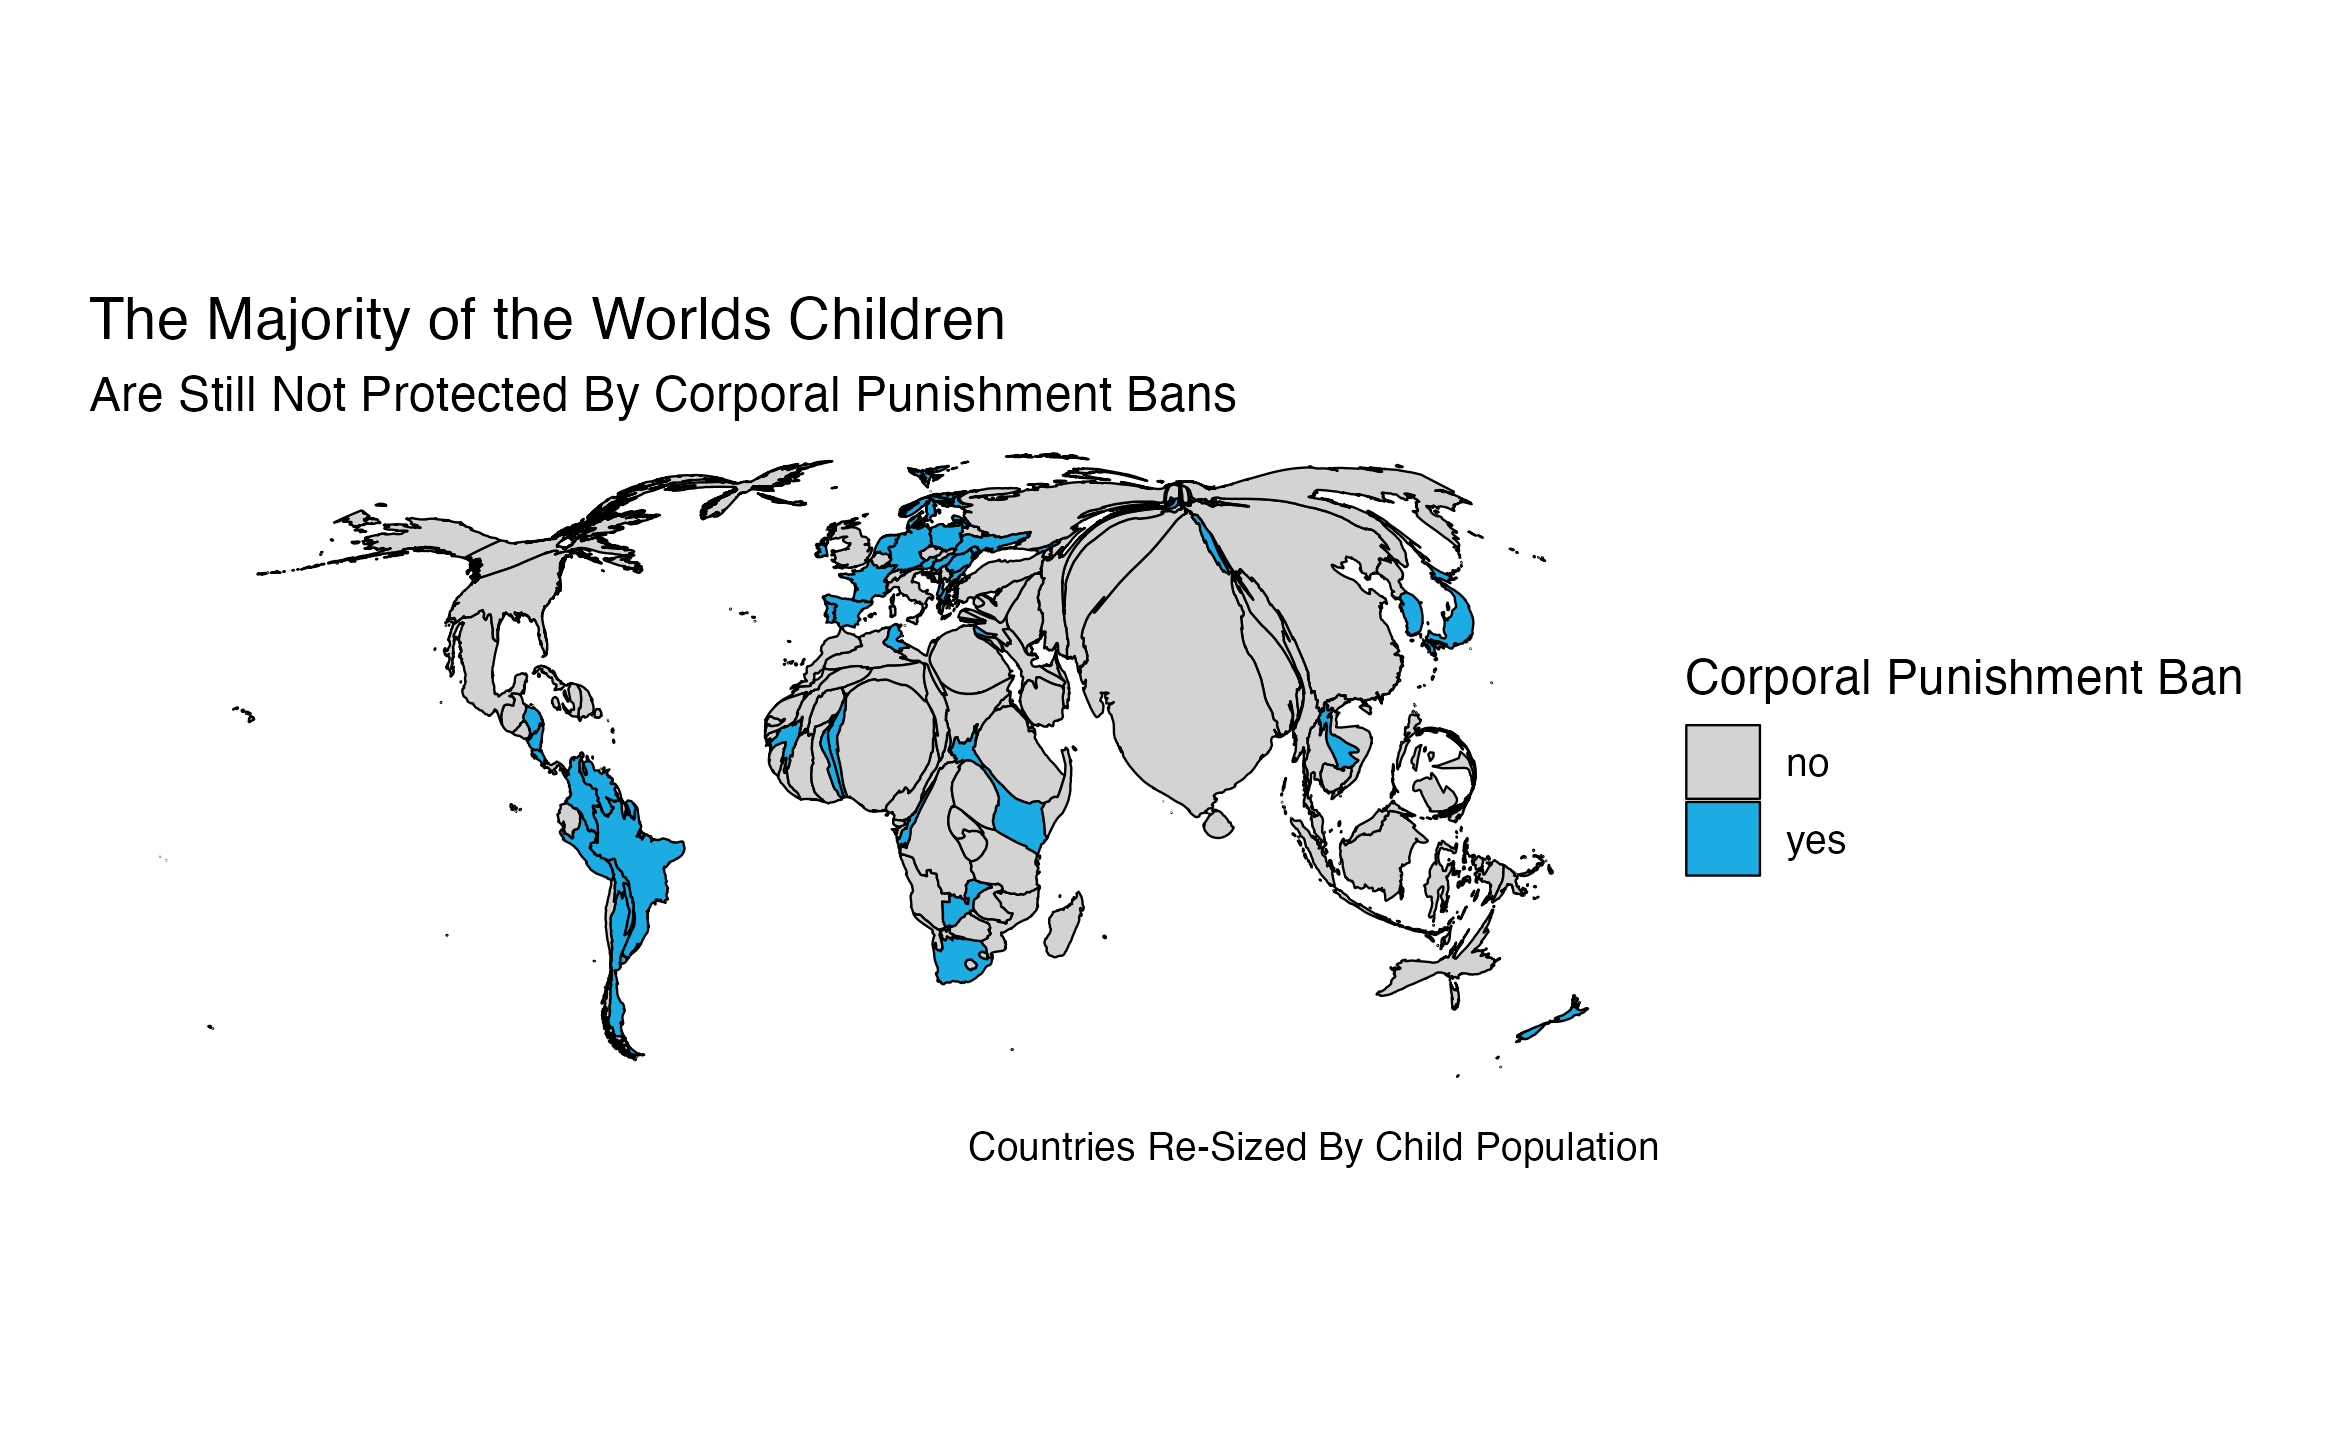 The Majority of the Worlds Children
Are Still Not Protected By Corporal Punishment Bans
Corporal Punishment Ban
no
yes
Countries Re-Sized By Child Population